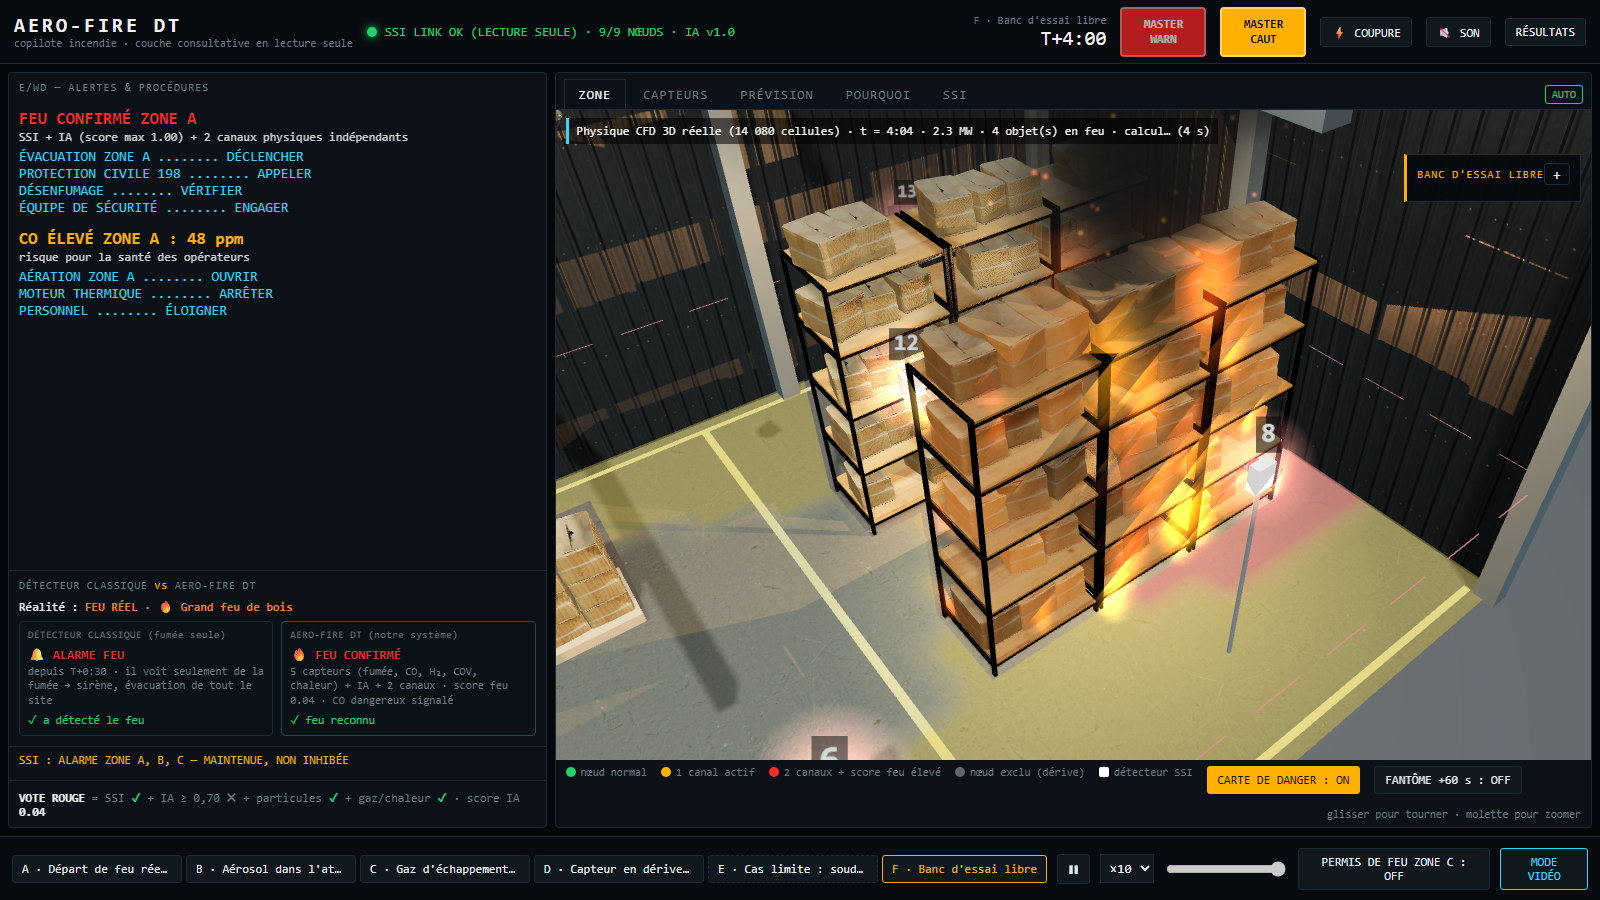 AERO-FIRE DT
copilote incendie · couche consultative en lecture seule
SSI LINK OK (LECTURE SEULE) · 9/9 NŒUDS · IA v1.0
F · Banc d'essai libre
T+4:00
MASTER
WARN
MASTER
CAUT
COUPURE
SON
RÉSULTATS
E/WD — ALERTES & PROCÉDURES
FEU CONFIRMÉ ZONE A
SSI + IA (score max 1.00) + 2 canaux physiques indépendants
ÉVACUATION ZONE A ........ DÉCLENCHER
PROTECTION CIVILE 198 ........ APPELER
DÉSENFUMAGE ........ VÉRIFIER
ÉQUIPE DE SÉCURITÉ ........ ENGAGER
CO ÉLEVÉ ZONE A : 48 ppm
risque pour la santé des opérateurs
AÉRATION ZONE A ........ OUVRIR
MOTEUR THERMIQUE ........ ARRÊTER
PERSONNEL ........ ÉLOIGNER
DÉTECTEUR CLASSIQUE vs AERO-FIRE DT
Réalité : FEU RÉEL · 🔥 Grand feu de bois
DÉTECTEUR CLASSIQUE (fumée seule)
🔔 ALARME FEU
depuis T+0:30 · il voit seulement de la
fumée → sirène, évacuation de tout le
site
✓ a détecté le feu
AERO-FIRE DT (notre système)
🔥 FEU CONFIRMÉ
5 capteurs (fumée, CO, H₂, COV,
chaleur) + IA + 2 canaux · score feu
0.04 · CO dangereux signalé
✓ feu reconnu
SSI : ALARME ZONE A, B, C — MAINTENUE, NON INHIBÉE
VOTE ROUGE = SSI ✓ + IA ≥ 0,70 ✕ + particules ✓ + gaz/chaleur ✓ · score IA
0.04
ZONE
CAPTEURS
PRÉVISION
POURQUOI
SSI
AUTO
Physique CFD 3D réelle (14 080 cellules) · t = 4:04 · 2.3 MW · 4 objet(s) en feu · calcul… (4 s)
BANC D'ESSAI LIBRE +
13
12
8
6
nœud normal
1 canal actif
2 canaux + score feu élevé
nœud exclu (dérive)
détecteur SSI
CARTE DE DANGER : ON
FANTÔME +60 s : OFF
glisser pour tourner · molette pour zoomer
A · Départ de feu rée…
B · Aérosol dans l'at…
C · Gaz d'échappement…
D · Capteur en dérive…
E · Cas limite : soud…
F · Banc d'essai libre
×10
PERMIS DE FEU ZONE C :
OFF
MODE
VIDÉO